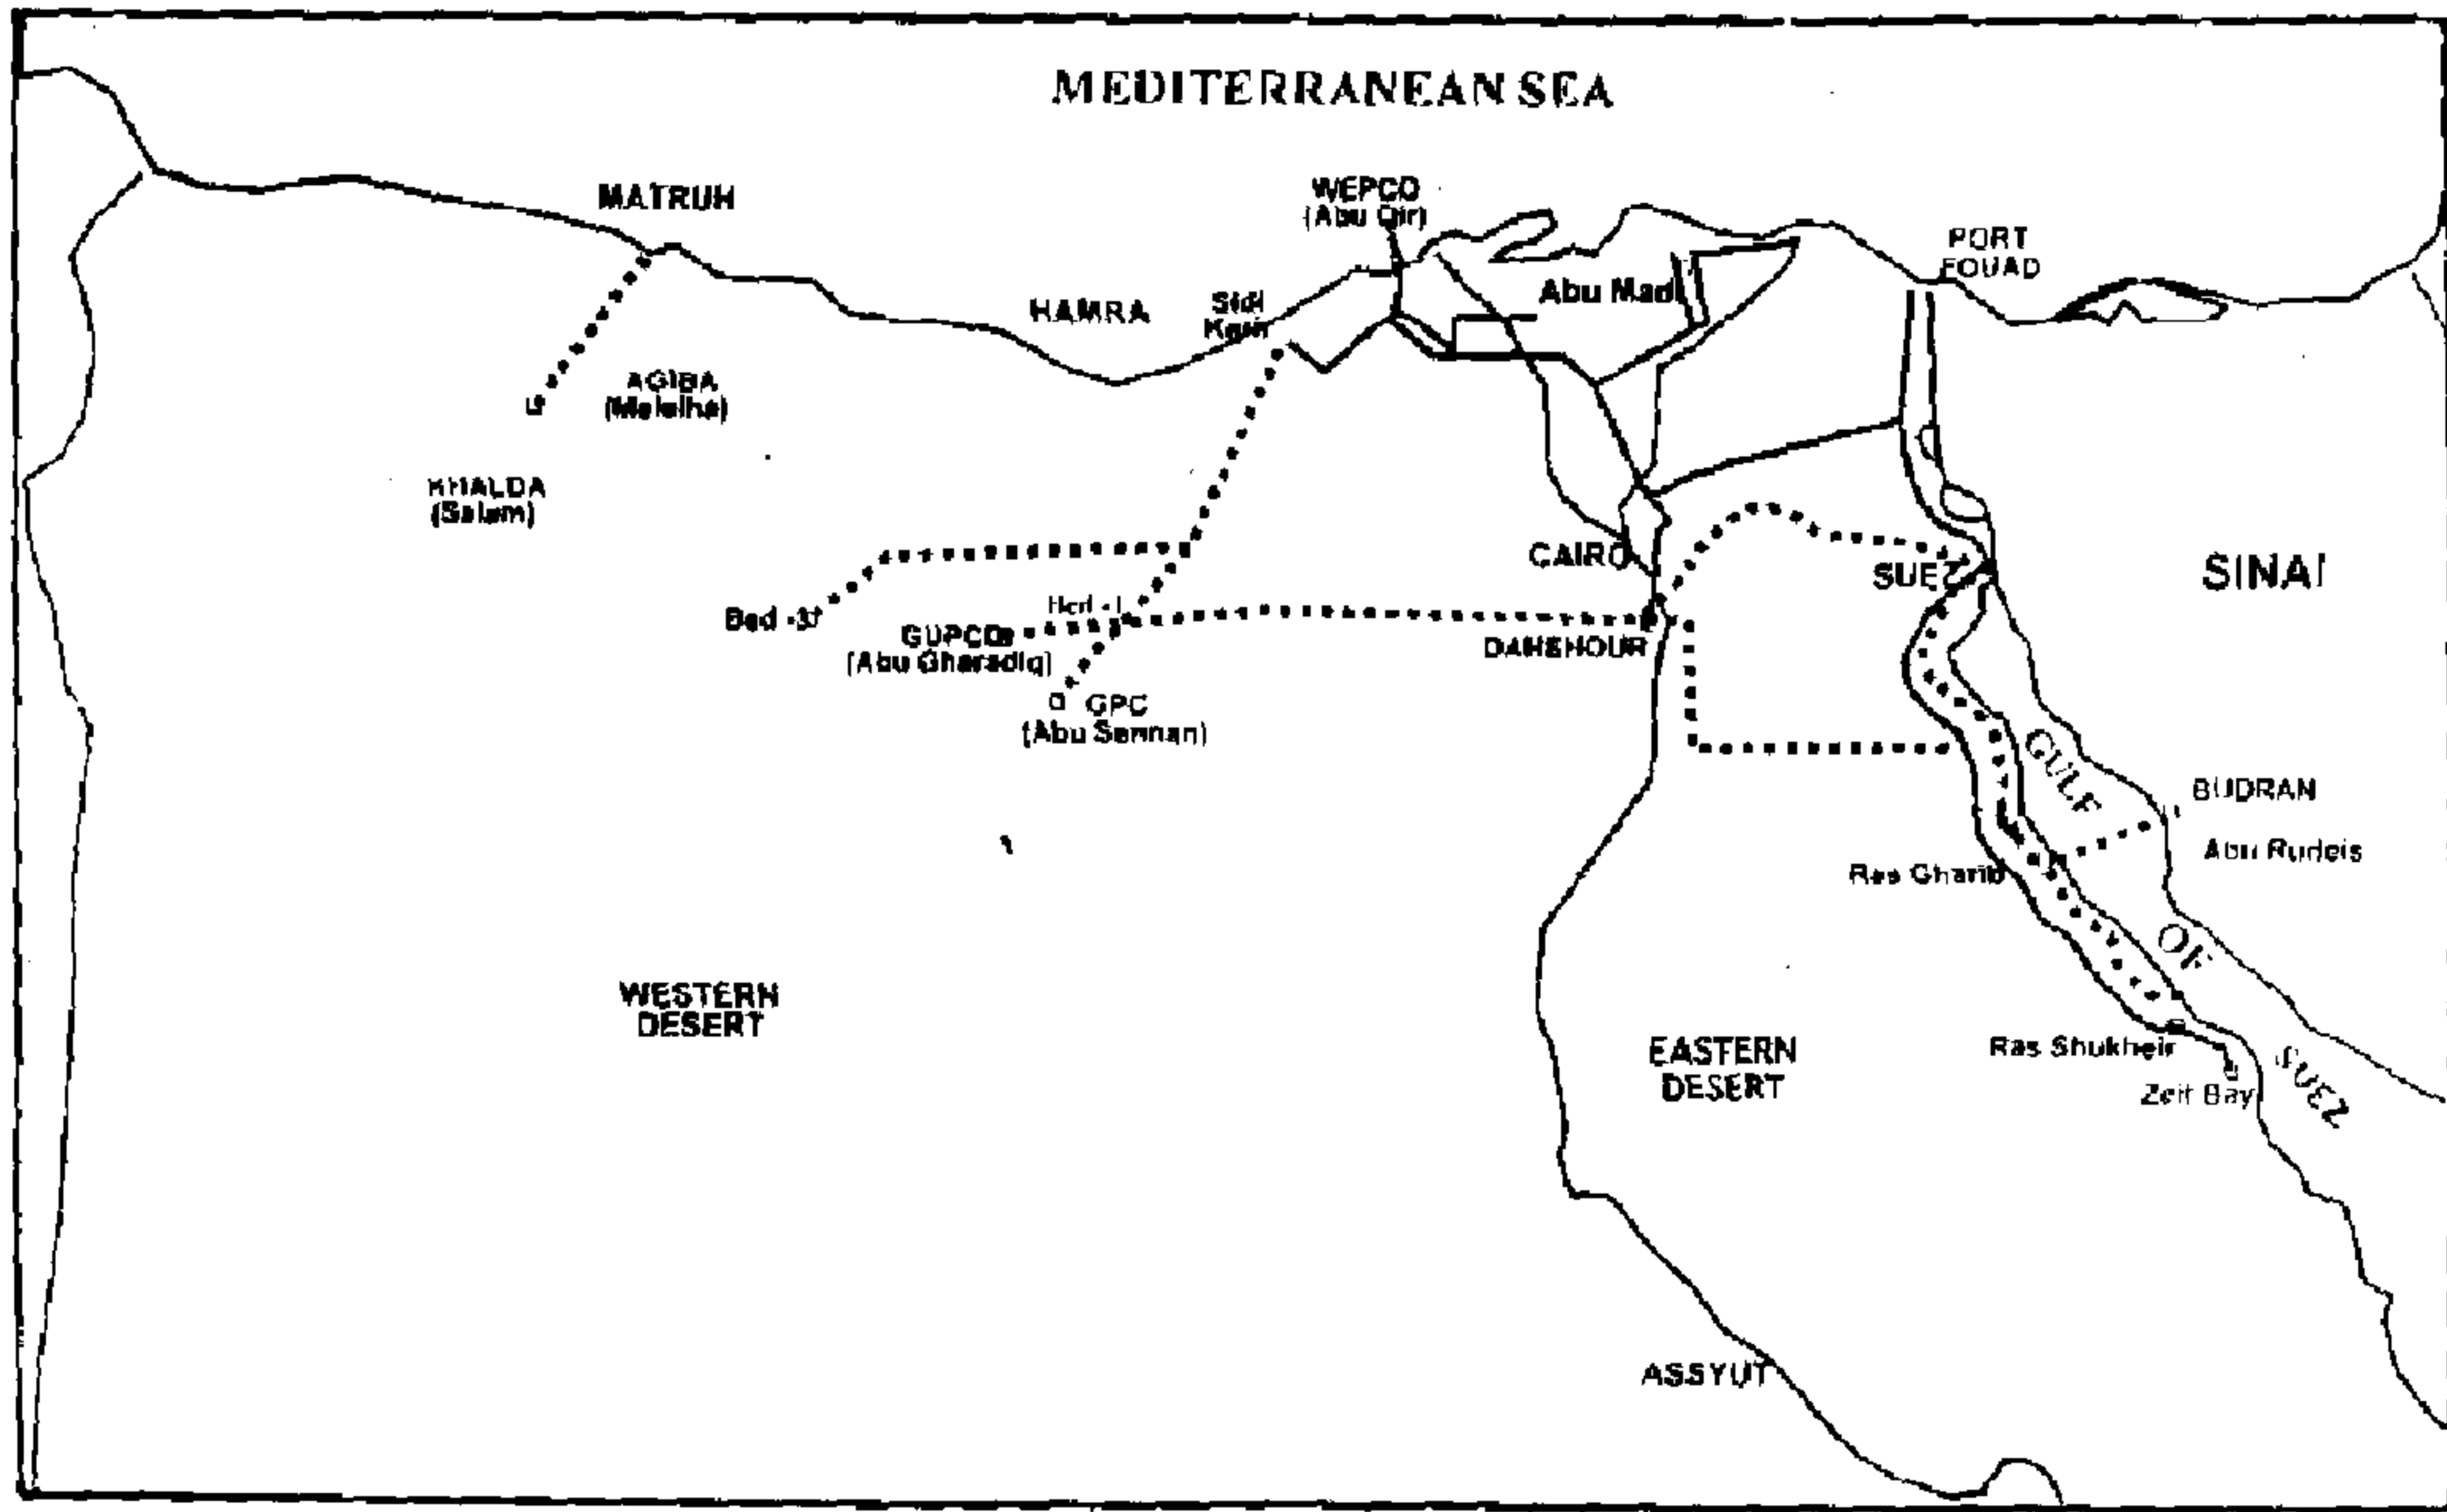 MEDITERRANEAN SEA
MATRUH
WEPCO
(Abu Qir)
PORT
FOUAD
HAMRA
Sidi
Kerir
Abu Madi
AGIBA
(Meleiha)
KHALDA
(Salam)
CAIRO
SUEZ
SINAI
Bed -3
GUPCO
(Abu Gharadiq)
DAHSHOUR
GPC
(Abu Sennan)
GULF
OF
SUEZ
BUDRAN
Abu Rudeis
Ras Gharib
WESTERN
DESERT
EASTERN
DESERT
Ras Shukheir
Zeit Bay
ASSYUT